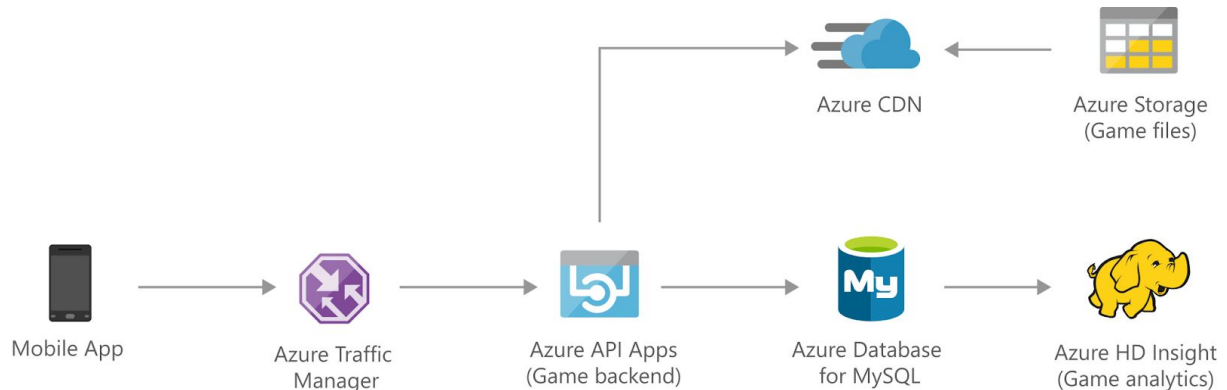 Azure CDN
Azure Storage
(Game files)
My
Mobile App
Azure Traffic
Manager
Azure API Apps
(Game backend)
Azure Database
for MySQL
Azure HD Insight
(Game analytics)